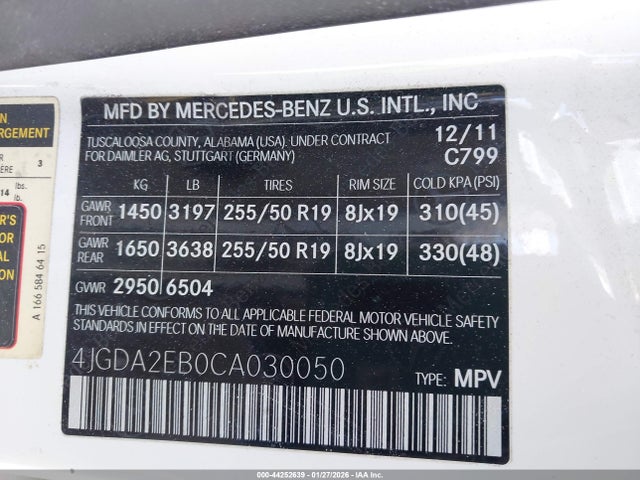 MFD BY MERCEDES-BENZ U.S. INTL., INC
TUSCALOOSA COUNTY, ALABAMA (USA). UNDER CONTRACT
FOR DAIMLER AG, STUTTGART (GERMANY)
12/11
C799
KG LB TIRES RIM SIZE COLD KPA (PSI)
GAWR FRONT 1450 3197 255/50 R19 8Jx19 310(45)
GAWR REAR 1650 3638 255/50 R19 8Jx19 330(48)
GVWR 2950 6504
THIS VEHICLE CONFORMS TO ALL APPLICABLE FEDERAL MOTOR VEHICLE SAFETY
STANDARDS IN EFFECT ON THE DATE OF MANUFACTURE SHOWN ABOVE.
4JGDA2EB0CA030050
TYPE: MPV
3
14 lbs.
A 166 584 64 15
000-44252639 - 01/27/2026 - IAA Inc.